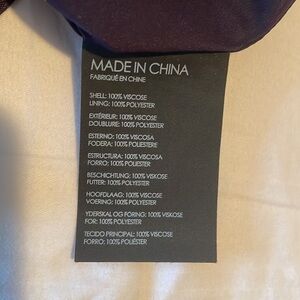 MADE IN CHINA
FABRIQUÉ EN CHINE
SHELL: 100% VISCOSE
LINING: 100% POLYESTER
EXTÉRIEUR: 100% VISCOSE
DOUBLURE: 100% POLYESTER
ESTERNO: 100% VISCOSA
FODERA: 100% POLIESTERE
ESTRUCTURA: 100% VISCOSA
FORRO: 100% POLIÉSTER
BESCHICHTUNG: 100% VISKOSE
FUTTER: 100% POLYESTER
HOOFDLAAG: 100% VISCOSE
VOERING: 100% POLYESTER
YDERSKAL OG FORING: 100% VISKOSE
FOR: 100% POLYESTER
TECIDO PRINCIPAL: 100% VISCOSE
FORRO: 100% POLIÉSTER